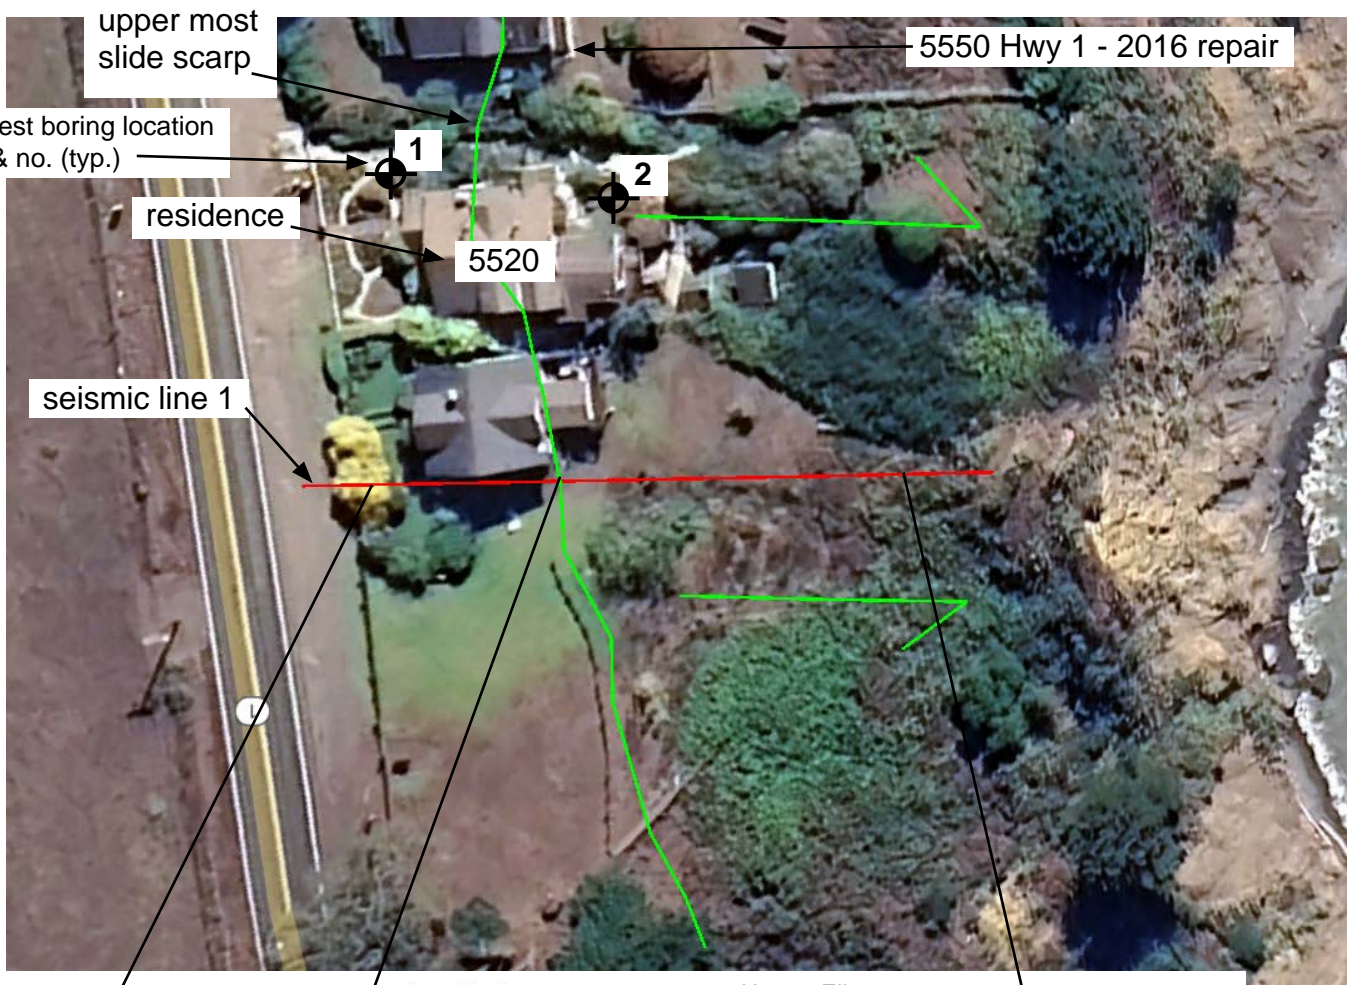 upper most
slide scarp
5550 Hwy 1 - 2016 repair
est boring location
& no. (typ.)
1
2
residence
5520
seismic line 1